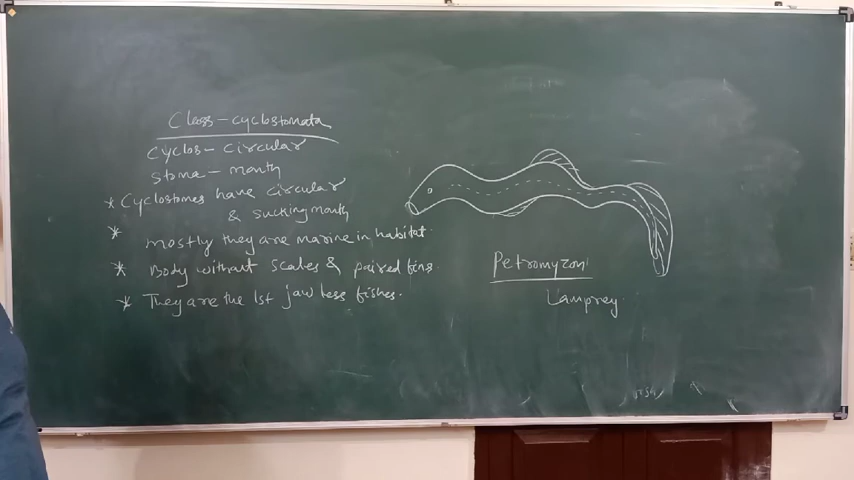 Class - cyclostomata
Cyclos - circular
stoma - mouth
* Cyclostomes have circular
& sucking mouth
* mostly they are marine in habitat.
* Body without scales & paired fins.
* They are the 1st jaw less fishes.
Petromyzon
Lamprey